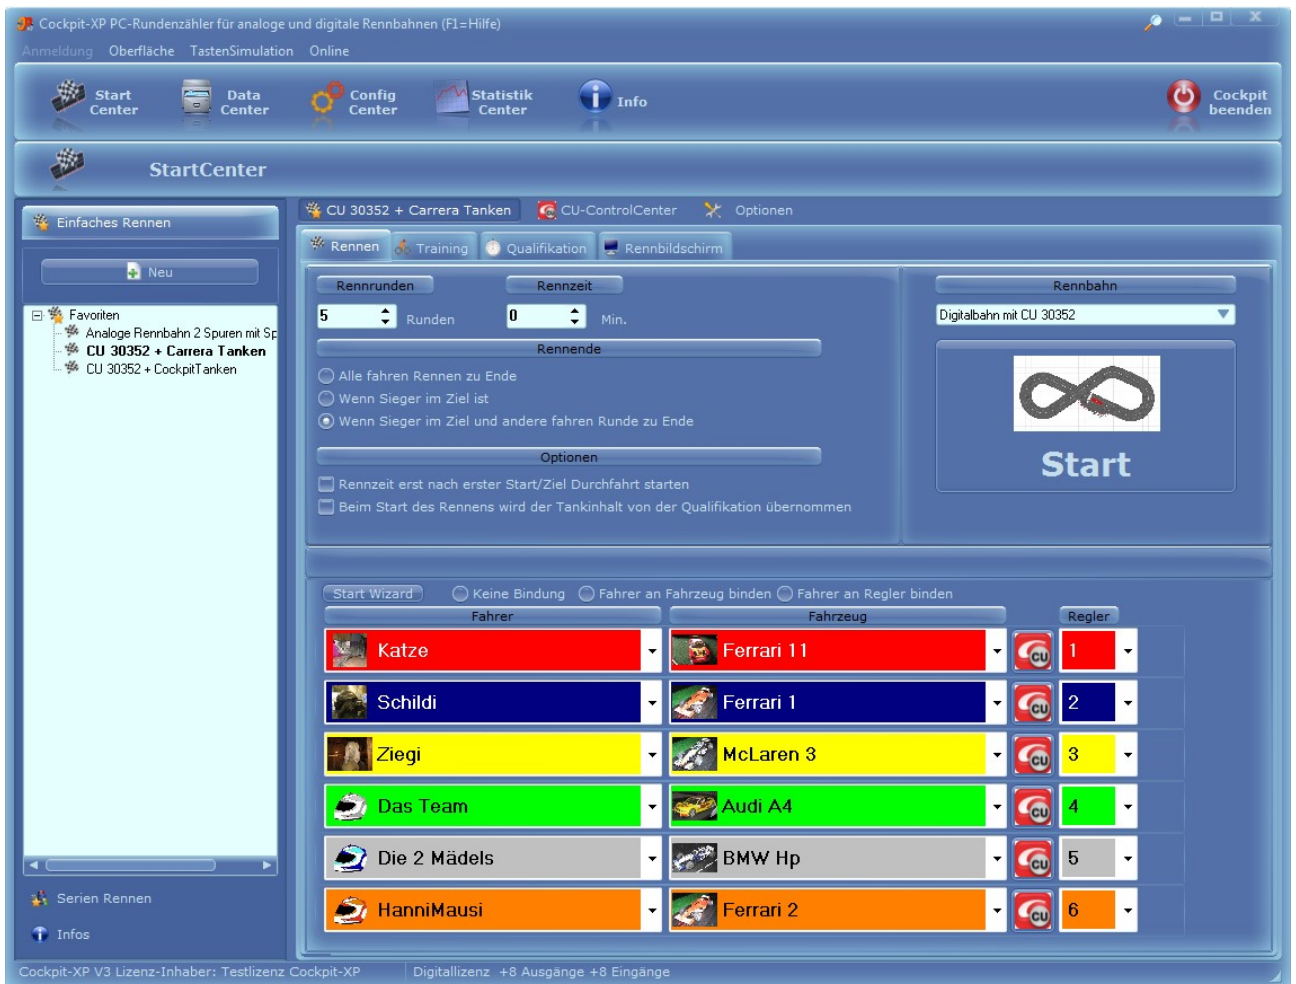 Cockpit-XP PC-Rundenzähler für analoge und digitale Rennbahnen (F1=Hilfe)
Anmeldung Oberfläche TastenSimulation Online
Start Center
Data Center
Config Center
Statistik Center
Info
Cockpit beenden
StartCenter
Einfaches Rennen
Neu
Favoriten
Analoge Rennbahn 2 Spuren mit Sp
CU 30352 + Carrera Tanken
CU 30352 + CockpitTanken
Serien Rennen
Infos
CU 30352 + Carrera Tanken CU-ControlCenter Optionen
Rennen Training Qualifikation Rennbildschirm
Rennrunden Rennzeit
5 Runden 0 Min.
Rennende
Alle fahren Rennen zu Ende
Wenn Sieger im Ziel ist
Wenn Sieger im Ziel und andere fahren Runde zu Ende
Optionen
Rennzeit erst nach erster Start/Ziel Durchfahrt starten
Beim Start des Rennens wird der Tankinhalt von der Qualifikation übernommen
Rennbahn
Digitalbahn mit CU 30352
Start
Start Wizard Keine Bindung Fahrer an Fahrzeug binden Fahrer an Regler binden
Fahrer Fahrzeug Regler
Katze Ferrari 11 CU 1
Schildi Ferrari 1 CU 2
Ziegi McLaren 3 CU 3
Das Team Audi A4 CU 4
Die 2 Mädels BMW Hp CU 5
HanniMausi Ferrari 2 CU 6
Cockpit-XP V3 Lizenz-Inhaber: Testlizenz Cockpit-XP Digitallizenz +8 Ausgänge +8 Eingänge